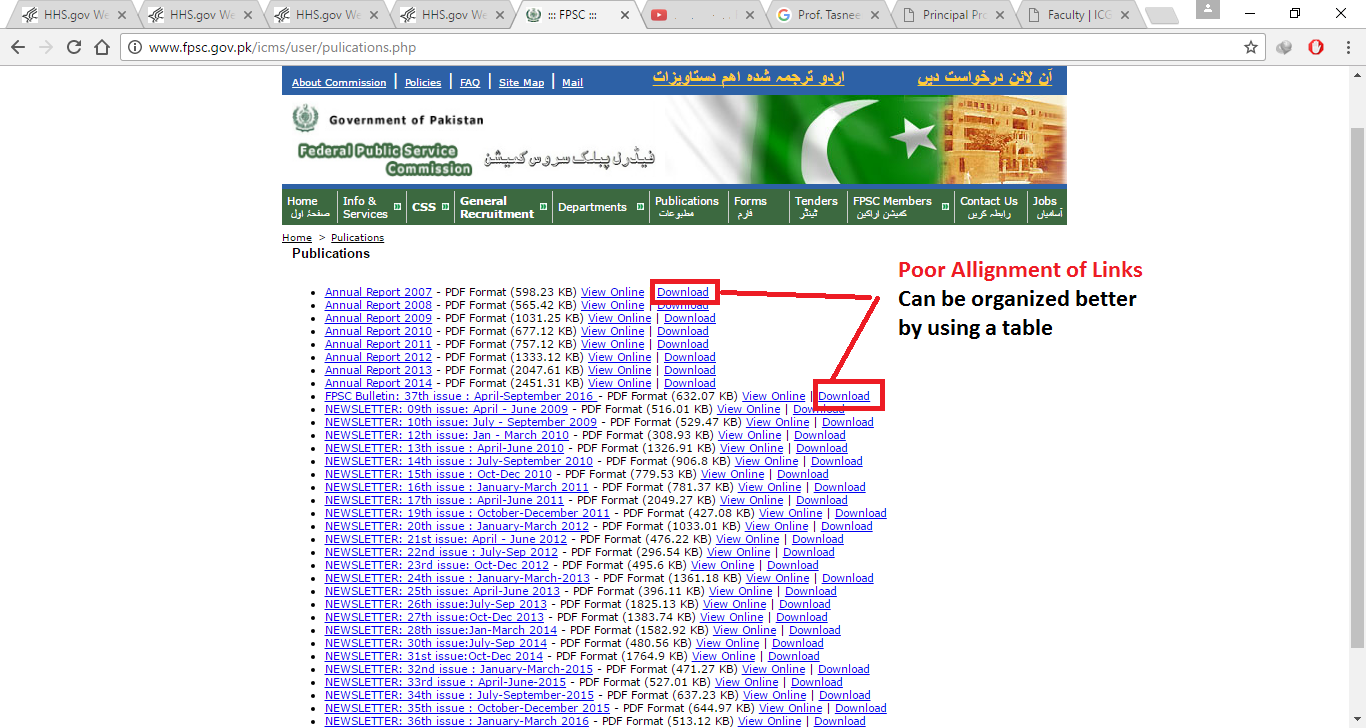 HHS.gov We
HHS.gov We
HHS.gov We
HHS.gov We
::: FPSC :::
Prof. Tasnee
Principal Pro
Faculty | ICG
www.fpsc.gov.pk/icms/user/pulications.php
About Commission | Policies | FAQ | Site Map | Mail
اردو ترجمہ شدہ اھم دستاویزات
آن لائن درخواست دیں
Government of Pakistan
Federal Public Service
Commission
فیڈرل پبلک سروس کمیشن
Home
صفحۂ اول
Info &
Services
CSS
General
Recruitment
Departments
Publications
مطبوعات
Forms
فارم
Tenders
ٹینڈر
FPSC Members
کمیشن اراکین
Contact Us
رابطہ کریں
Jobs
آسامیاں
Home > Pulications
Publications
Poor Allignment of Links
Can be organized better
by using a table
Annual Report 2007 - PDF Format (598.23 KB) View Online | Download
Annual Report 2008 - PDF Format (565.42 KB) View Online | Download
Annual Report 2009 - PDF Format (1031.25 KB) View Online | Download
Annual Report 2010 - PDF Format (677.12 KB) View Online | Download
Annual Report 2011 - PDF Format (757.12 KB) View Online | Download
Annual Report 2012 - PDF Format (1333.12 KB) View Online | Download
Annual Report 2013 - PDF Format (2047.61 KB) View Online | Download
Annual Report 2014 - PDF Format (2451.31 KB) View Online | Download
FPSC Bulletin: 37th issue : April-September 2016 - PDF Format (632.07 KB) View Online | Download
NEWSLETTER: 09th issue: April - June 2009 - PDF Format (516.01 KB) View Online | Download
NEWSLETTER: 10th issue: July - September 2009 - PDF Format (529.47 KB) View Online | Download
NEWSLETTER: 12th issue: Jan - March 2010 - PDF Format (308.93 KB) View Online | Download
NEWSLETTER: 13th issue : April-June 2010 - PDF Format (1326.91 KB) View Online | Download
NEWSLETTER: 14th issue : July-September 2010 - PDF Format (906.8 KB) View Online | Download
NEWSLETTER: 15th issue : Oct-Dec 2010 - PDF Format (779.53 KB) View Online | Download
NEWSLETTER: 16th issue : January-March 2011 - PDF Format (781.37 KB) View Online | Download
NEWSLETTER: 17th issue : April-June 2011 - PDF Format (2049.27 KB) View Online | Download
NEWSLETTER: 19th issue : October-December 2011 - PDF Format (427.08 KB) View Online | Download
NEWSLETTER: 20th issue : January-March 2012 - PDF Format (1033.01 KB) View Online | Download
NEWSLETTER: 21st issue: April - June 2012 - PDF Format (476.22 KB) View Online | Download
NEWSLETTER: 22nd issue : July-Sep 2012 - PDF Format (296.54 KB) View Online | Download
NEWSLETTER: 23rd issue: Oct-Dec 2012 - PDF Format (495.6 KB) View Online | Download
NEWSLETTER: 24th issue : January-March-2013 - PDF Format (1361.18 KB) View Online | Download
NEWSLETTER: 25th issue: April-June 2013 - PDF Format (396.11 KB) View Online | Download
NEWSLETTER: 26th issue:July-Sep 2013 - PDF Format (1825.13 KB) View Online | Download
NEWSLETTER: 27th issue:Oct-Dec 2013 - PDF Format (1383.74 KB) View Online | Download
NEWSLETTER: 28th issue:Jan-March 2014 - PDF Format (1582.92 KB) View Online | Download
NEWSLETTER: 30th issue:July-Sep 2014 - PDF Format (480.56 KB) View Online | Download
NEWSLETTER: 31st issue:Oct-Dec 2014 - PDF Format (1764.9 KB) View Online | Download
NEWSLETTER: 32nd issue : January-March-2015 - PDF Format (471.27 KB) View Online | Download
NEWSLETTER: 33rd issue : April-June-2015 - PDF Format (527.01 KB) View Online | Download
NEWSLETTER: 34th issue : July-September-2015 - PDF Format (637.23 KB) View Online | Download
NEWSLETTER: 35th issue : October-December 2015 - PDF Format (644.97 KB) View Online | Download
NEWSLETTER: 36th issue : January-March 2016 - PDF Format (513.12 KB) View Online | Download